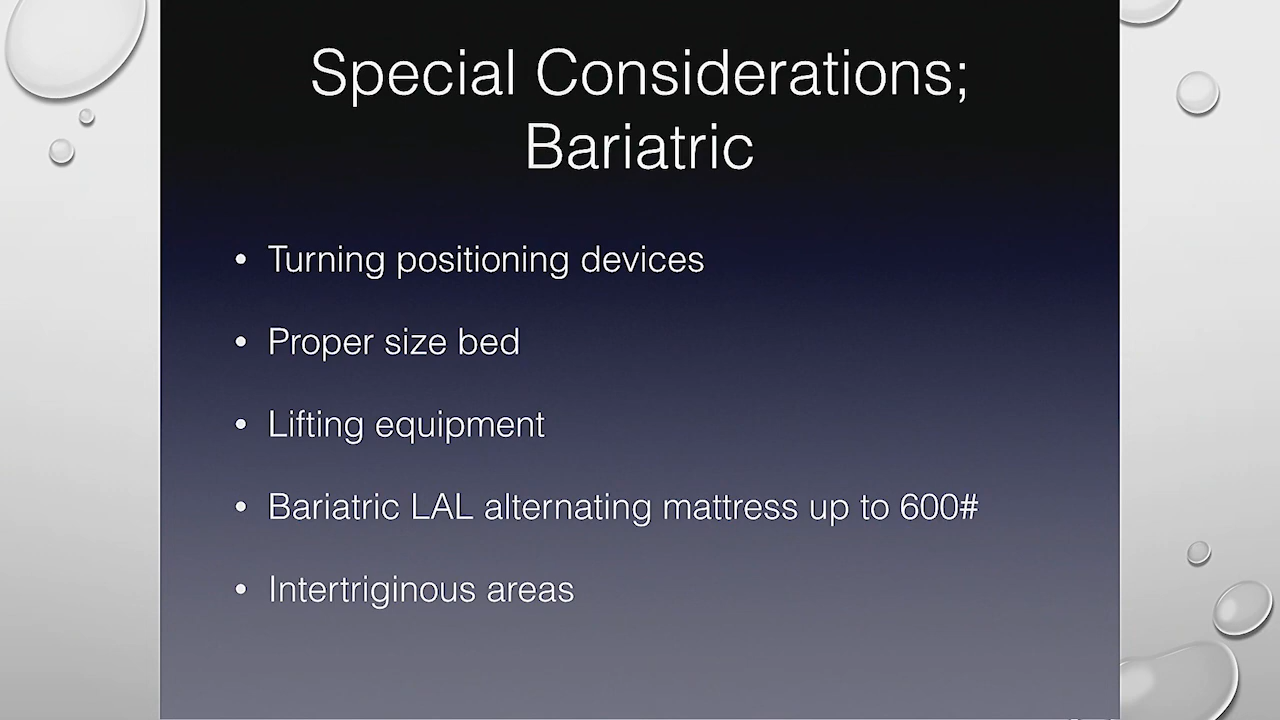 Special Considerations;
Bariatric
• Turning positioning devices
• Proper size bed
• Lifting equipment
• Bariatric LAL alternating mattress up to 600#
• Intertriginous areas